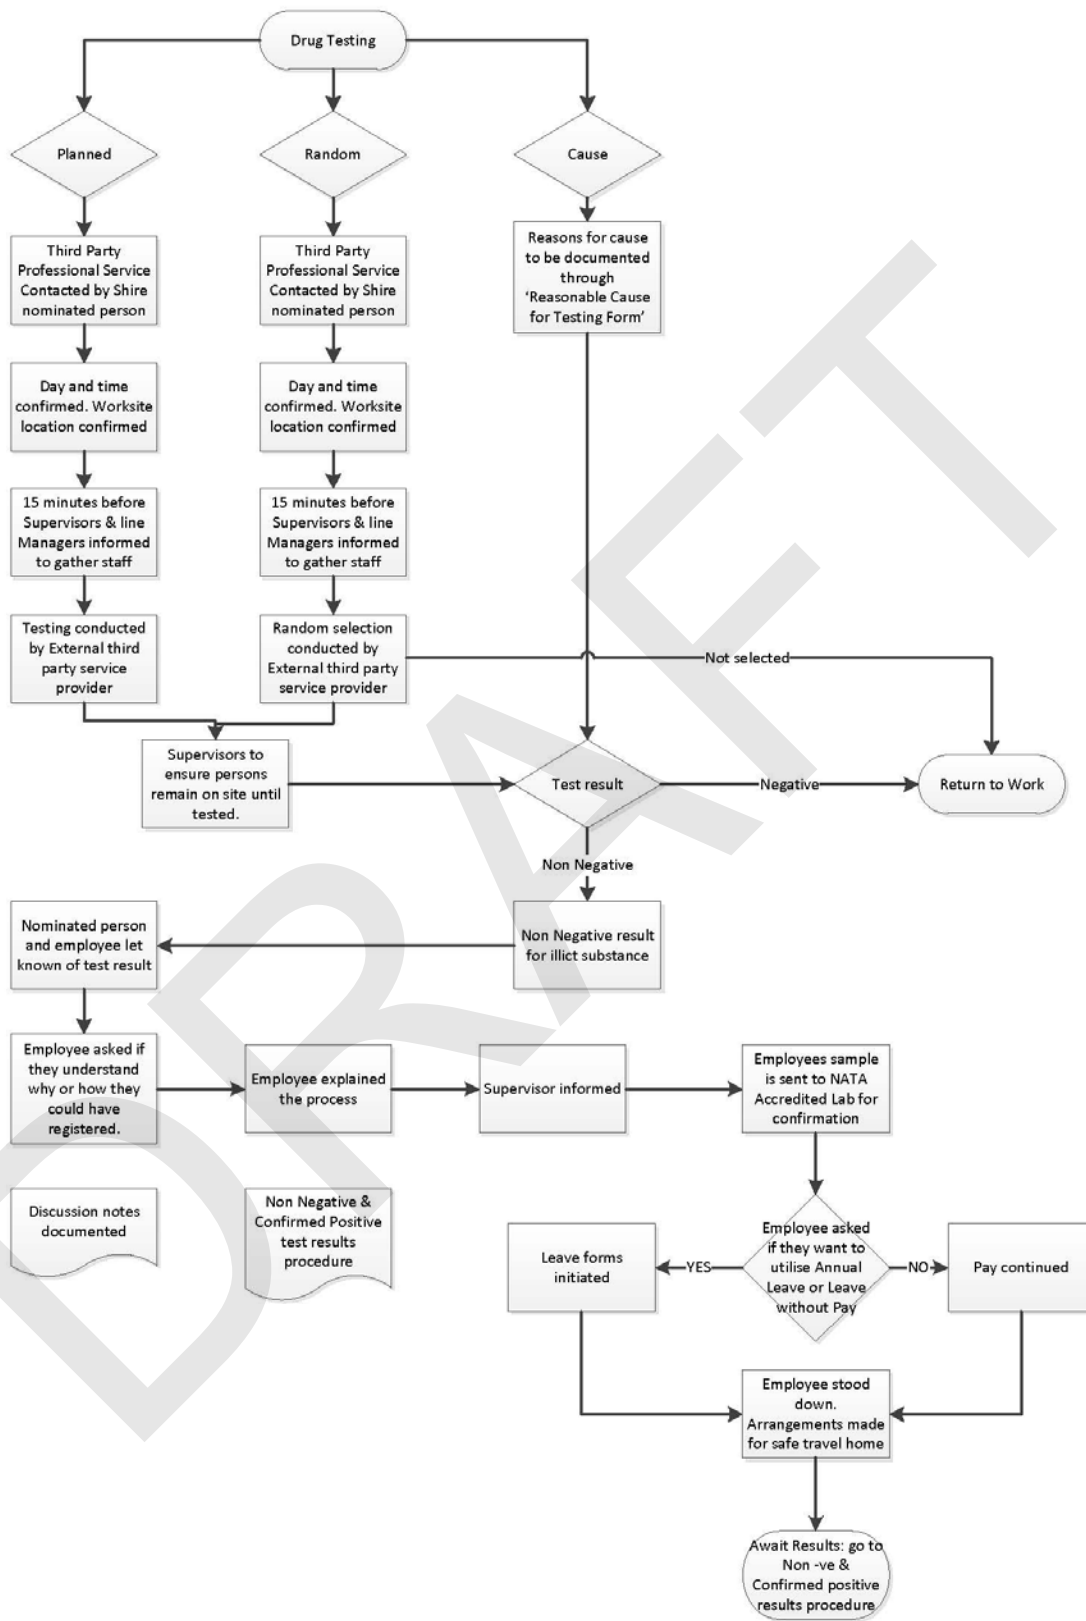 Drug Testing
Planned
Random
Cause
Third Party
Professional Service
Contacted by Shire
nominated person
Third Party
Professional Service
Contacted by Shire
nominated person
Reasons for cause
to be documented
through
‘Reasonable Cause
for Testing Form’
Day and time
confirmed. Worksite
location confirmed
Day and time
confirmed. Worksite
location confirmed
15 minutes before
Supervisors & line
Managers informed
to gather staff
15 minutes before
Supervisors & line
Managers informed
to gather staff
Testing conducted
by External third
party service
provider
Random selection
conducted by
External third party
service provider
Not selected
Supervisors to
ensure persons
remain on site until
tested.
Test result
Negative
Return to Work
Non Negative
Nominated person
and employee let
known of test result
Non Negative result
for illict substance
Employee asked if
they understand
why or how they
could have
registered.
Employee explained
the process
Supervisor informed
Employees sample
is sent to NATA
Accredited Lab for
confirmation
Discussion notes
documented
Non Negative &
Confirmed Positive
test results
procedure
Leave forms
initiated
YES
Employee asked
if they want to
utilise Annual
Leave or Leave
without Pay
NO
Pay continued
Employee stood
down.
Arrangements made
for safe travel home
Await Results: go to
Non -ve &
Confirmed positive
results procedure
DRAFT